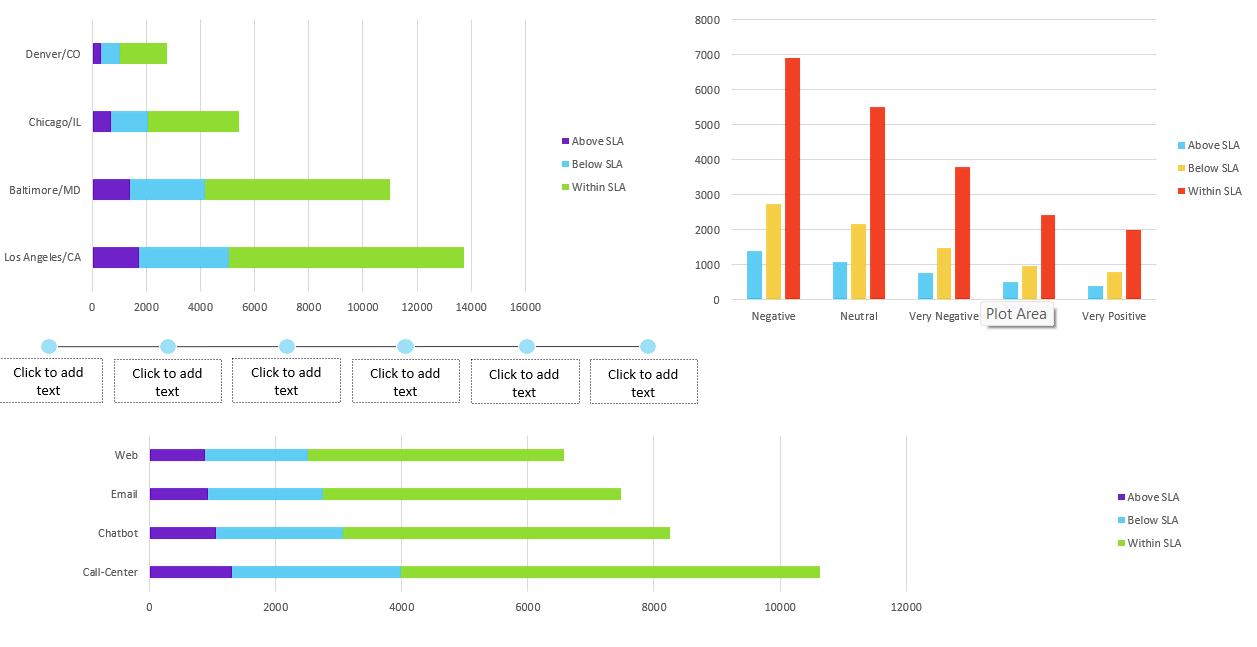 Denver/CO
Chicago/IL
Baltimore/MD
Los Angeles/CA
0 2000 4000 6000 8000 10000 12000 14000 16000
Above SLA
Below SLA
Within SLA
8000
7000
6000
5000
4000
3000
2000
1000
0
Negative Neutral Very Negative Very Positive
Plot Area
Above SLA
Below SLA
Within SLA
Click to add
text
Click to add
text
Click to add
text
Click to add
text
Click to add
text
Click to add
text
Web
Email
Chatbot
Call-Center
0 2000 4000 6000 8000 10000 12000
Above SLA
Below SLA
Within SLA